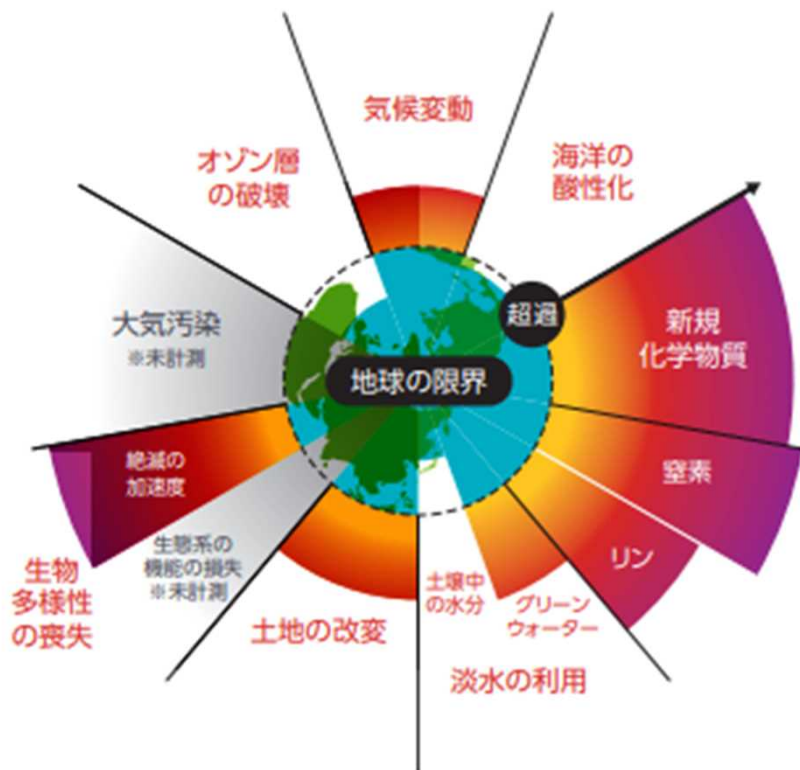 気候変動
オゾン層
の破壊
海洋の
酸性化
大気汚染
※未計測
超過
新規
化学物質
地球の限界
絶滅の
加速度
窒素
生態系の
機能の損失
※未計測
リン
生物
多様性
の喪失
土地の改変
土壌中
の水分
グリーン
ウォーター
淡水の利用